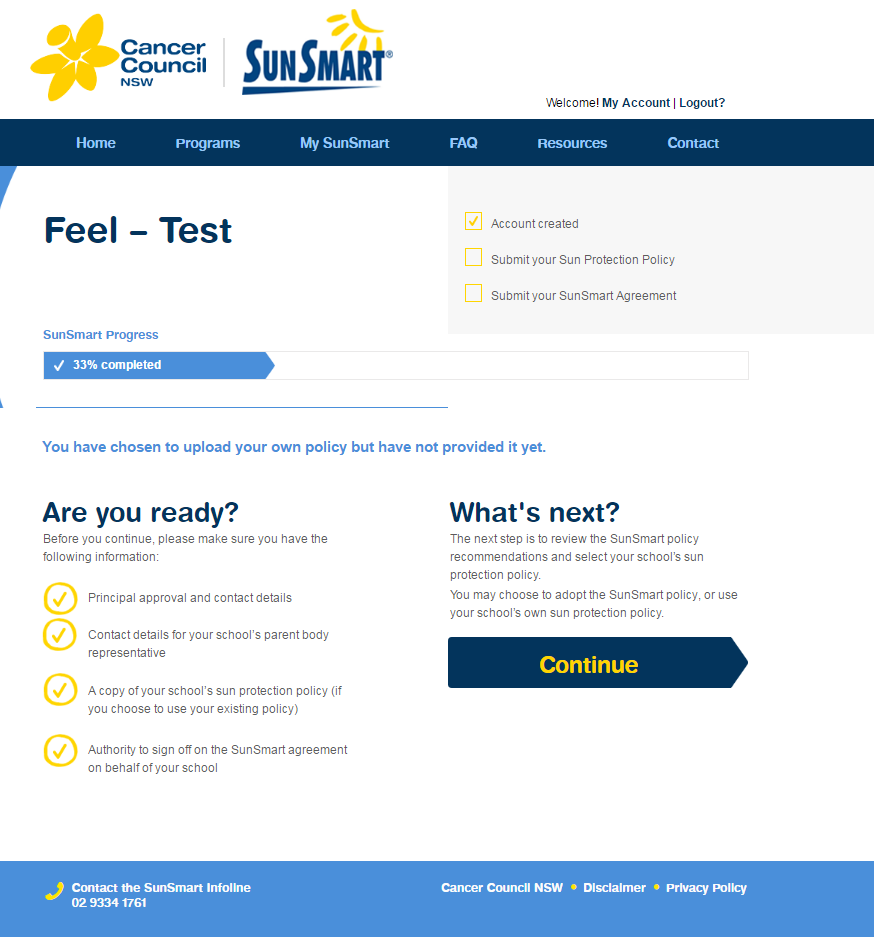 Cancer
Council
NSW
SUNSMART®
Welcome! My Account | Logout?
Home Programs My SunSmart FAQ Resources Contact
Feel – Test
Account created
Submit your Sun Protection Policy
Submit your SunSmart Agreement
SunSmart Progress
33% completed
You have chosen to upload your own policy but have not provided it yet.
Are you ready?
Before you continue, please make sure you have the
following information:
Principal approval and contact details
Contact details for your school's parent body
representative
A copy of your school's sun protection policy (if
you choose to use your existing policy)
Authority to sign off on the SunSmart agreement
on behalf of your school
What's next?
The next step is to review the SunSmart policy
recommendations and select your school's sun
protection policy.
You may choose to adopt the SunSmart policy, or use
your school's own sun protection policy.
Continue
Contact the SunSmart Infoline
02 9334 1761
Cancer Council NSW • Disclaimer • Privacy Policy